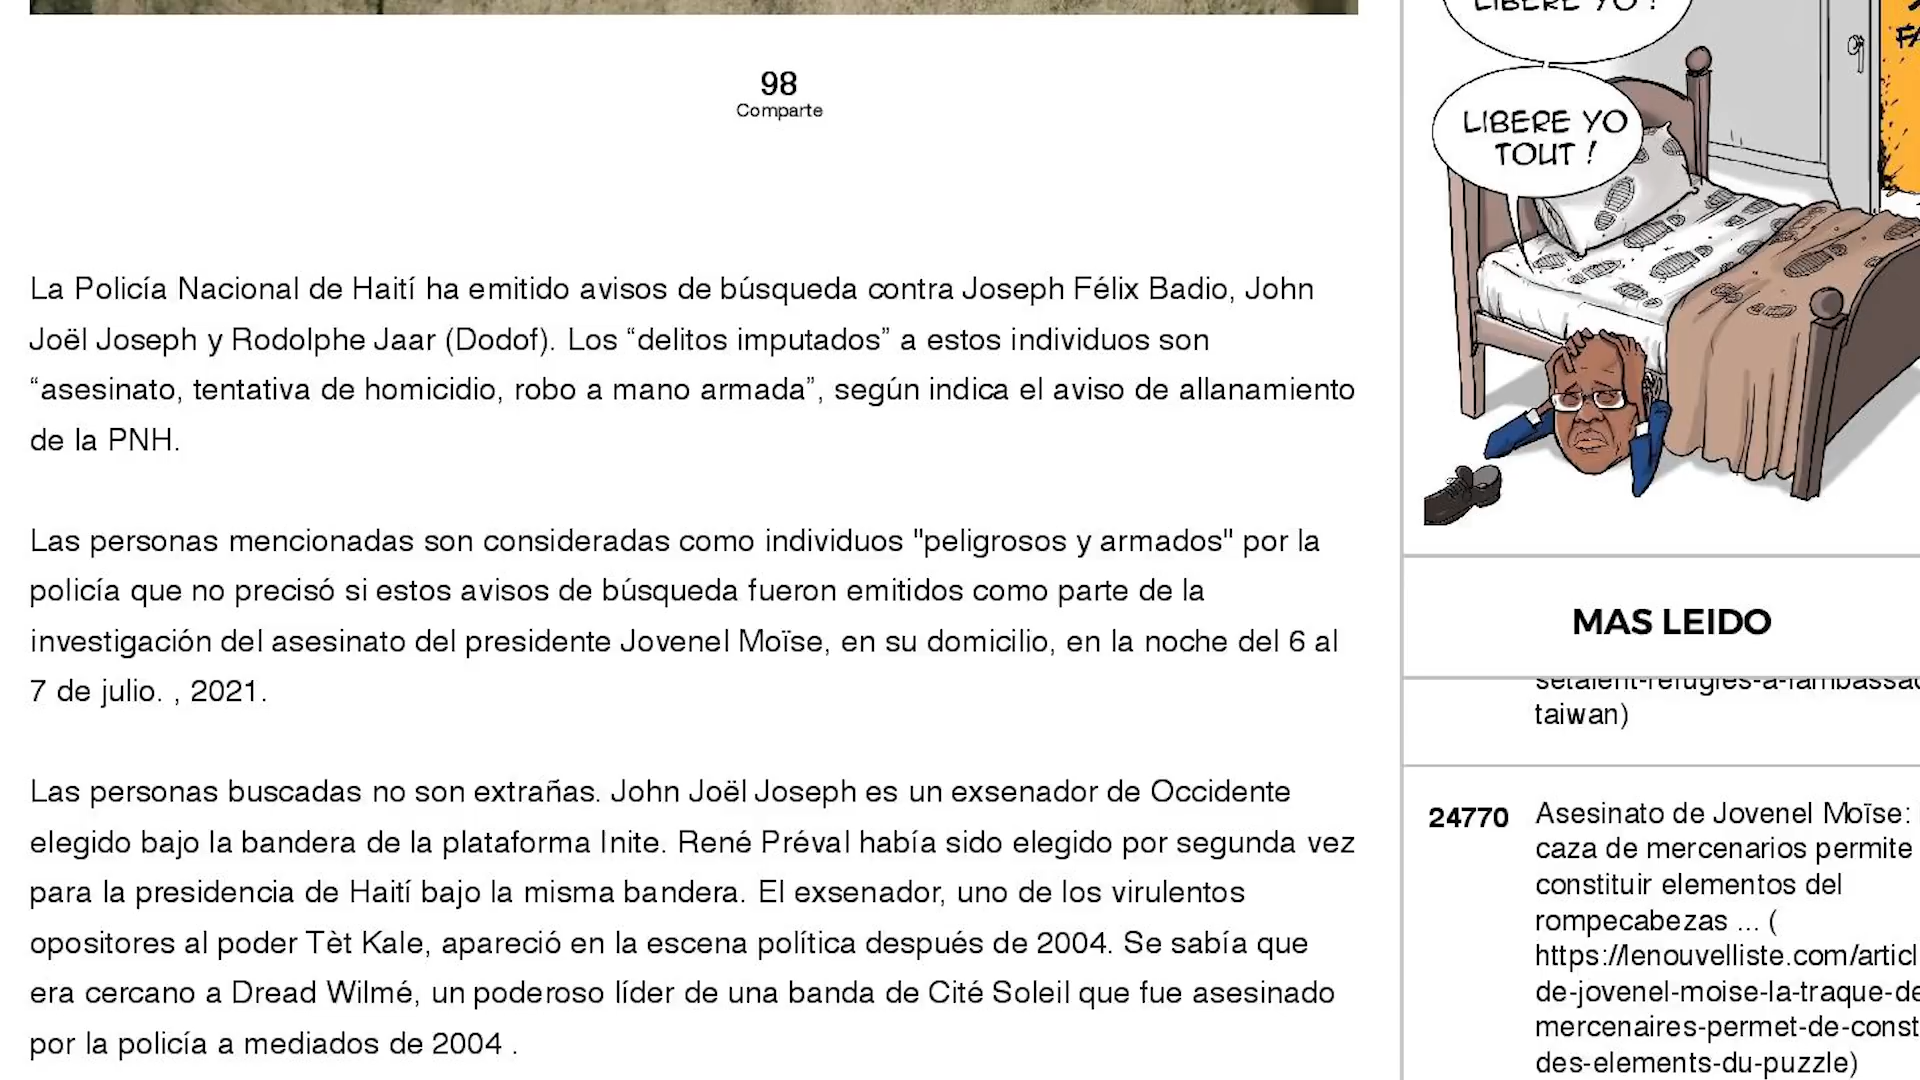 98
Comparte
La Policía Nacional de Haití ha emitido avisos de búsqueda contra Joseph Félix Badio, John
Joël Joseph y Rodolphe Jaar (Dodof). Los “delitos imputados” a estos individuos son
“asesinato, tentativa de homicidio, robo a mano armada”, según indica el aviso de allanamiento
de la PNH.
Las personas mencionadas son consideradas como individuos "peligrosos y armados" por la
policía que no precisó si estos avisos de búsqueda fueron emitidos como parte de la
investigación del asesinato del presidente Jovenel Moïse, en su domicilio, en la noche del 6 al
7 de julio. , 2021.
Las personas buscadas no son extrañas. John Joël Joseph es un exsenador de Occidente
elegido bajo la bandera de la plataforma Inite. René Préval había sido elegido por segunda vez
para la presidencia de Haití bajo la misma bandera. El exsenador, uno de los virulentos
opositores al poder Tèt Kale, apareció en la escena política después de 2004. Se sabía que
era cercano a Dread Wilmé, un poderoso líder de una banda de Cité Soleil que fue asesinado
por la policía a mediados de 2004 .
LIBERE YO !
LIBERE YO
TOUT !
MAS LEIDO
taiwan)
24770
Asesinato de Jovenel Moïse:
caza de mercenarios permite
constituir elementos del
rompecabezas ... (
https://lenouvelliste.com/articl
de-jovenel-moise-la-traque-de
mercenaires-permet-de-const
des-elements-du-puzzle)